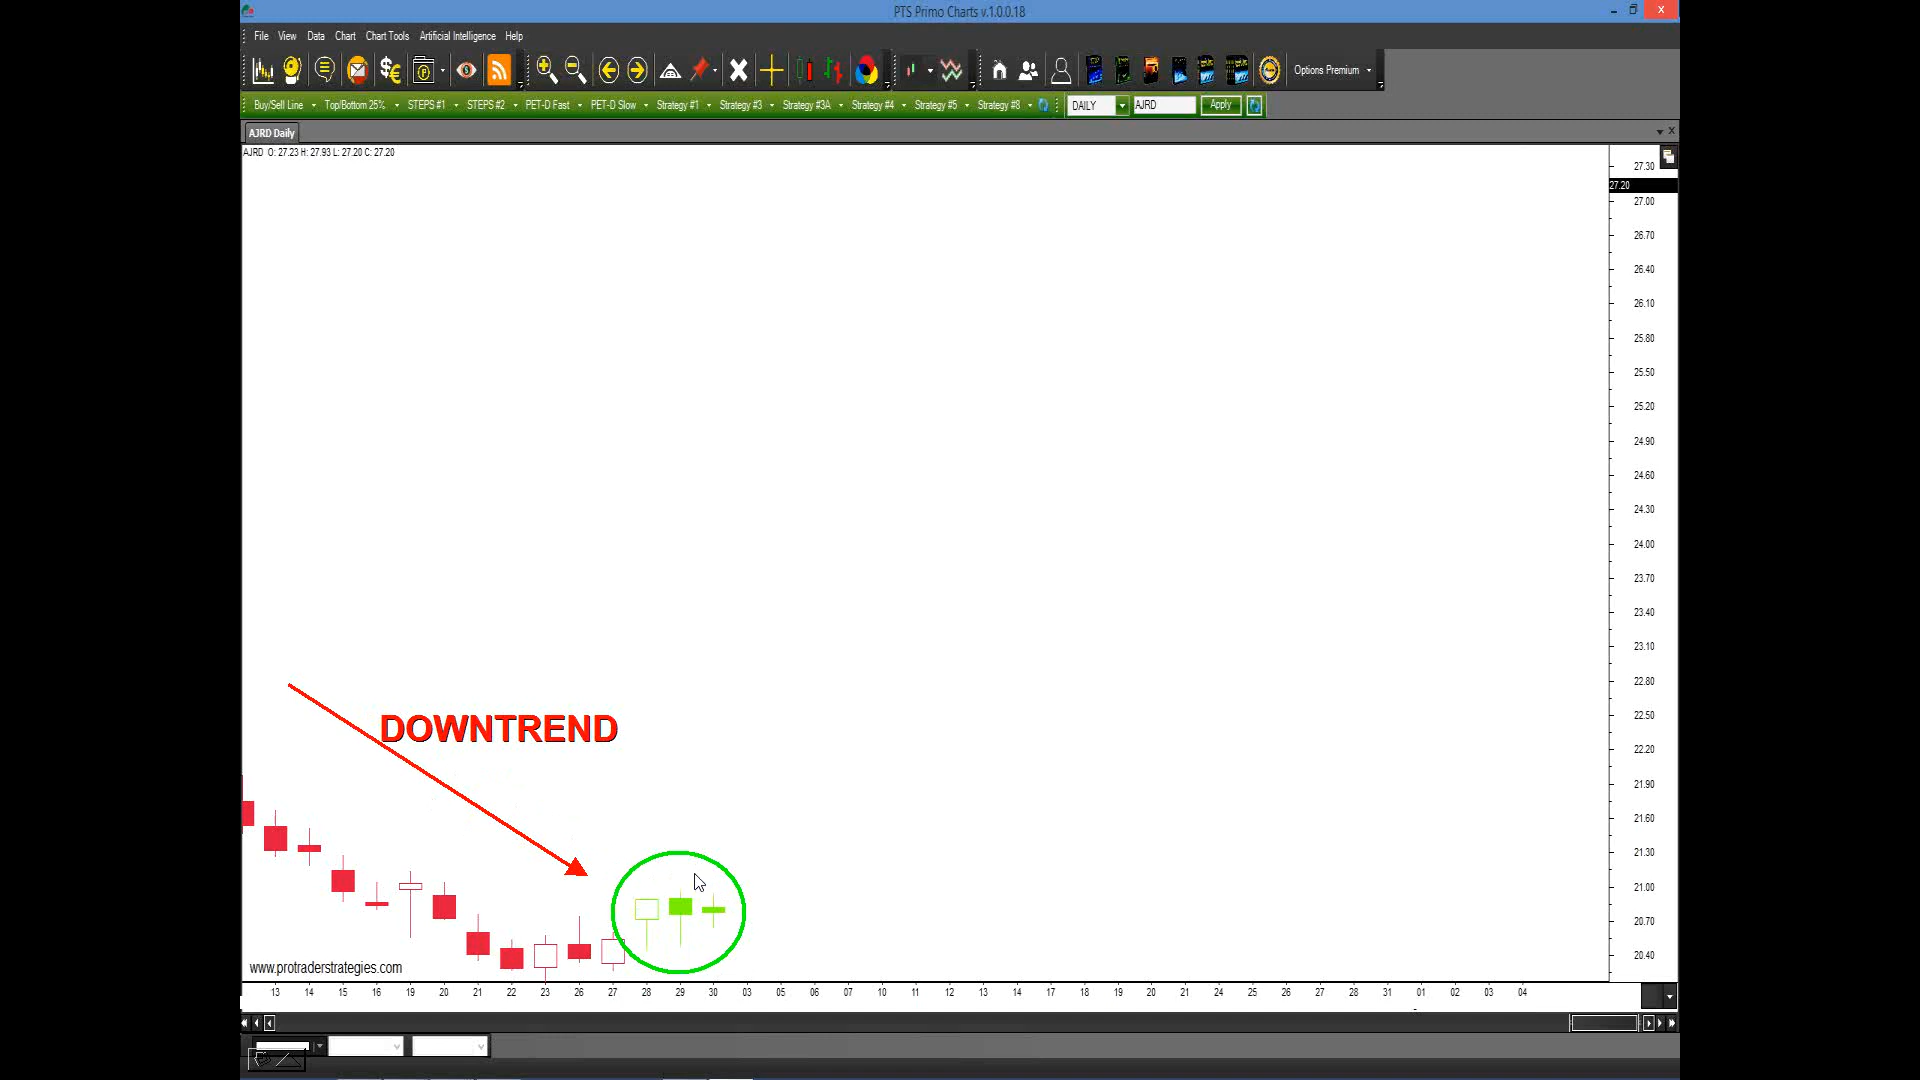 PTS Primo Charts v.1.0.0.18
File View Data Chart Chart Tools Artificial Intelligence Help
Options Premium
Buy/Sell Line Top/Bottom 25% STEPS #1 STEPS #2 PET-D Fast PET-D Slow Strategy #1 Strategy #3 Strategy #3A Strategy #4 Strategy #5 Strategy #8 DAILY AJRD Apply
AJRD Daily
AJRD O: 27.23 H: 27.93 L: 27.20 C: 27.20
27.30
27.20
27.00
26.70
26.40
26.10
25.80
25.50
25.20
24.90
24.60
24.30
24.00
23.70
23.40
23.10
22.80
22.50
DOWNTREND
22.20
21.90
21.60
21.30
21.00
20.70
20.40
www.protraderstrategies.com
13 14 15 16 19 20 21 22 23 26 27 28 29 30 03 05 06 07 10 11 12 13 14 17 18 19 20 21 24 25 26 27 28 31 01 02 03 04